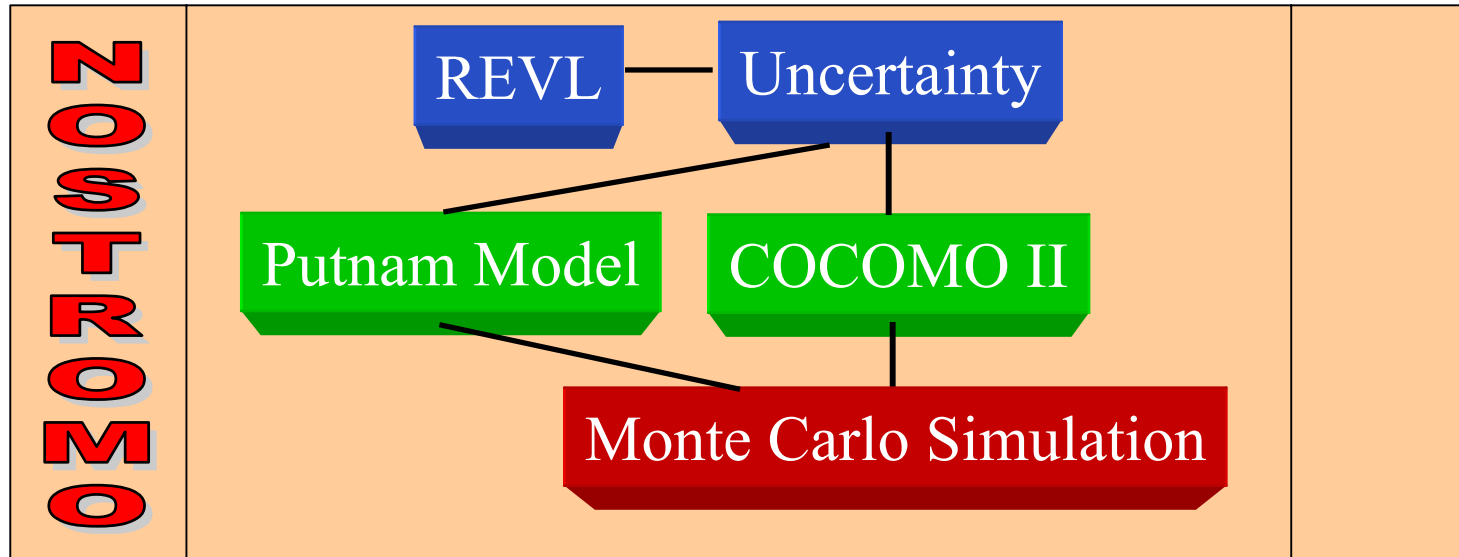 NOSTROMO
REVL
Uncertainty
Putnam Model
COCOMO II
Monte Carlo Simulation